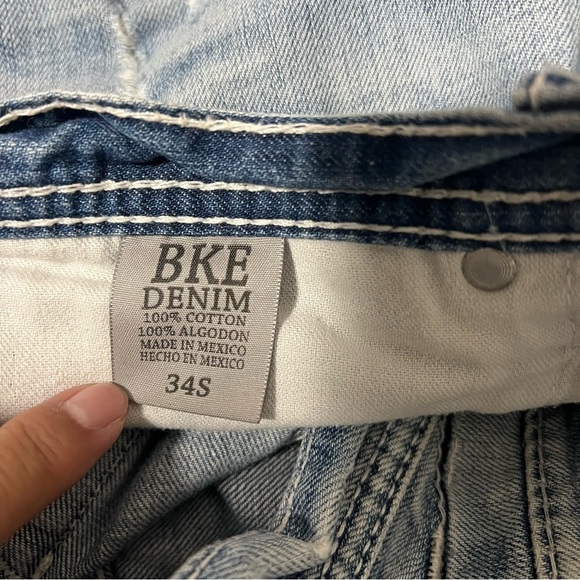 BKE
DENIM
100% COTTON
100% ALGODON
MADE IN MEXICO
HECHO EN MEXICO
34S